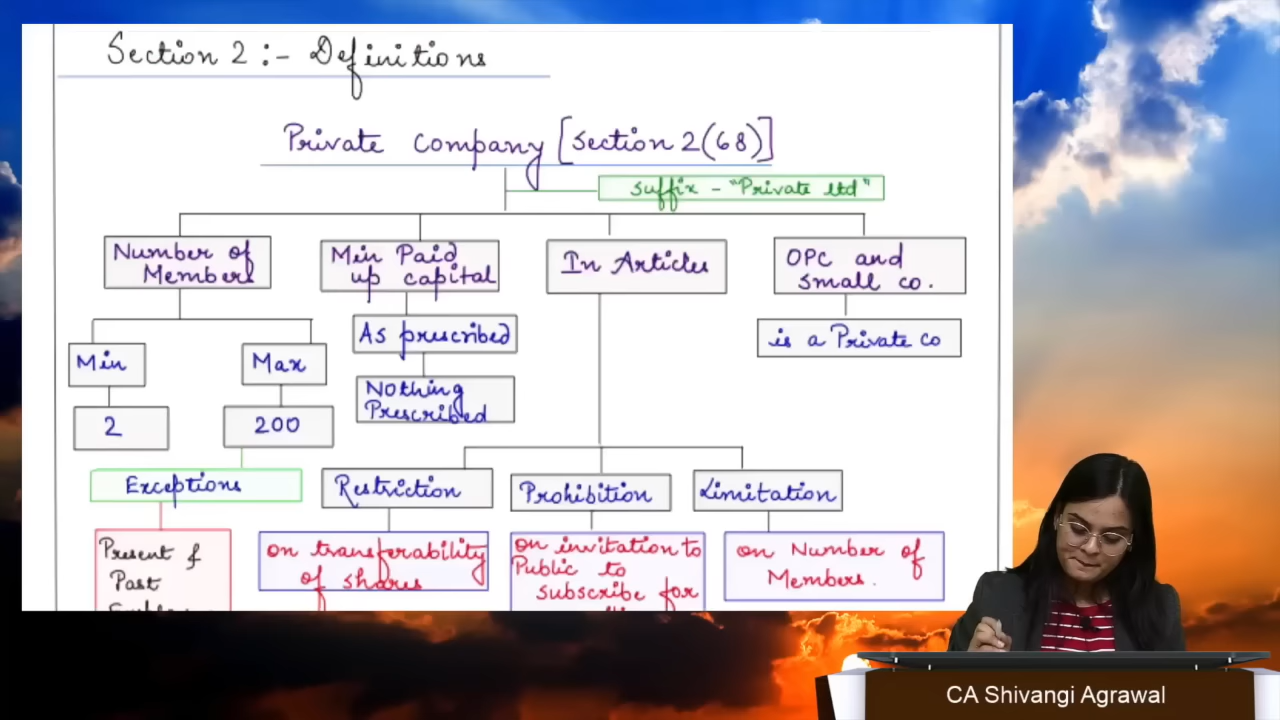 Section 2 :- Definitions
Private Company [Section 2(68)]
suffix - "Private ltd"
Number of
Members
Min Paid
up capital
In Articles
OPC and
small co.
As prescribed
is a Private Co
Min
Max
Nothing
Prescribed
2
200
Exceptions
Restriction
Prohibition
Limitation
Present &
Past
on transferability
of shares
on invitation to
Public to
subscribe for
on Number of
Members.
CA Shivangi Agrawal